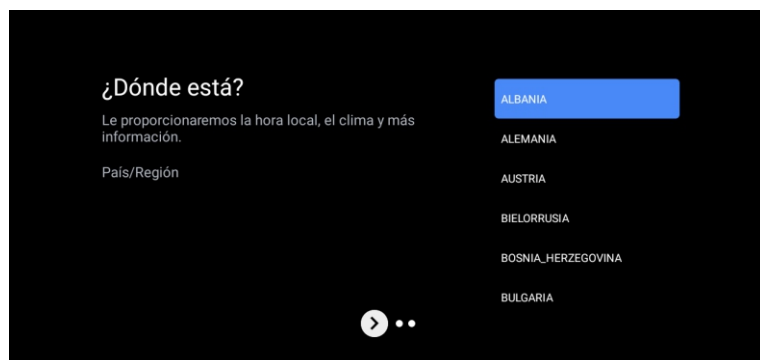 ¿Dónde está?
Le proporcionaremos la hora local, el clima y más
información.
País/Región
ALBANIA
ALEMANIA
AUSTRIA
BIELORRUSIA
BOSNIA_HERZEGOVINA
BULGARIA